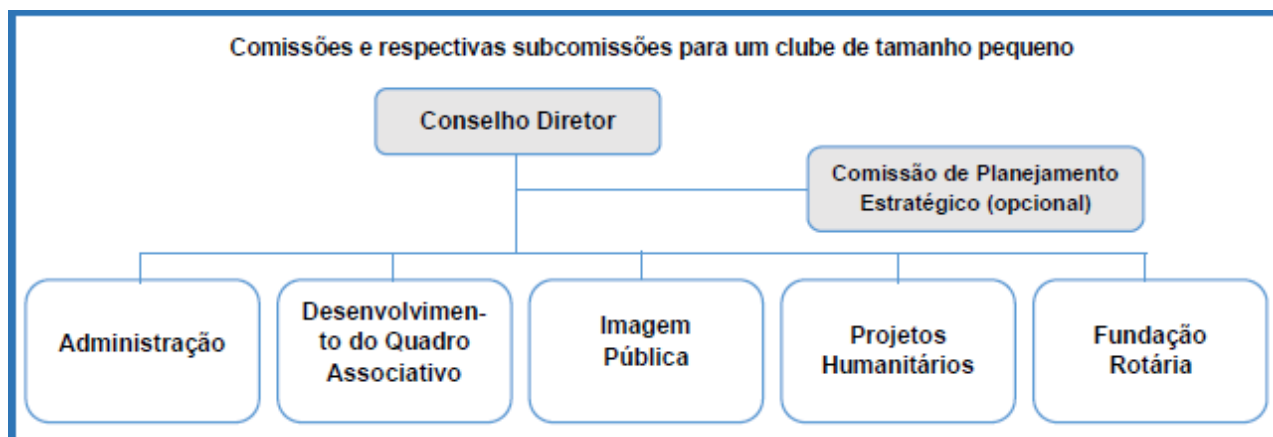 Comissões e respectivas subcomissões para um clube de tamanho pequeno
Conselho Diretor
Comissão de Planejamento
Estratégico (opcional)
Administração
Desenvolvimen-
to do Quadro
Associativo
Imagem
Pública
Projetos
Humanitários
Fundação
Rotária